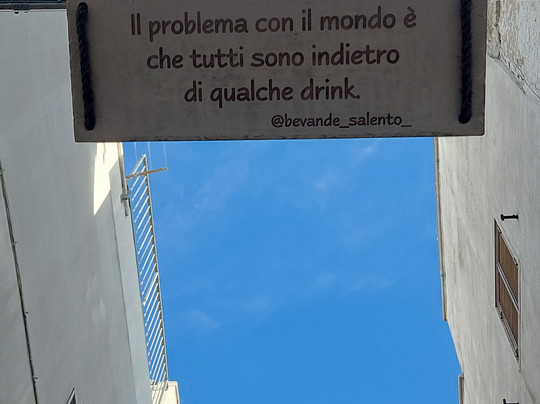 Il problema con il mondo è
che tutti sono indietro
di qualche drink.
@bevande_salento_